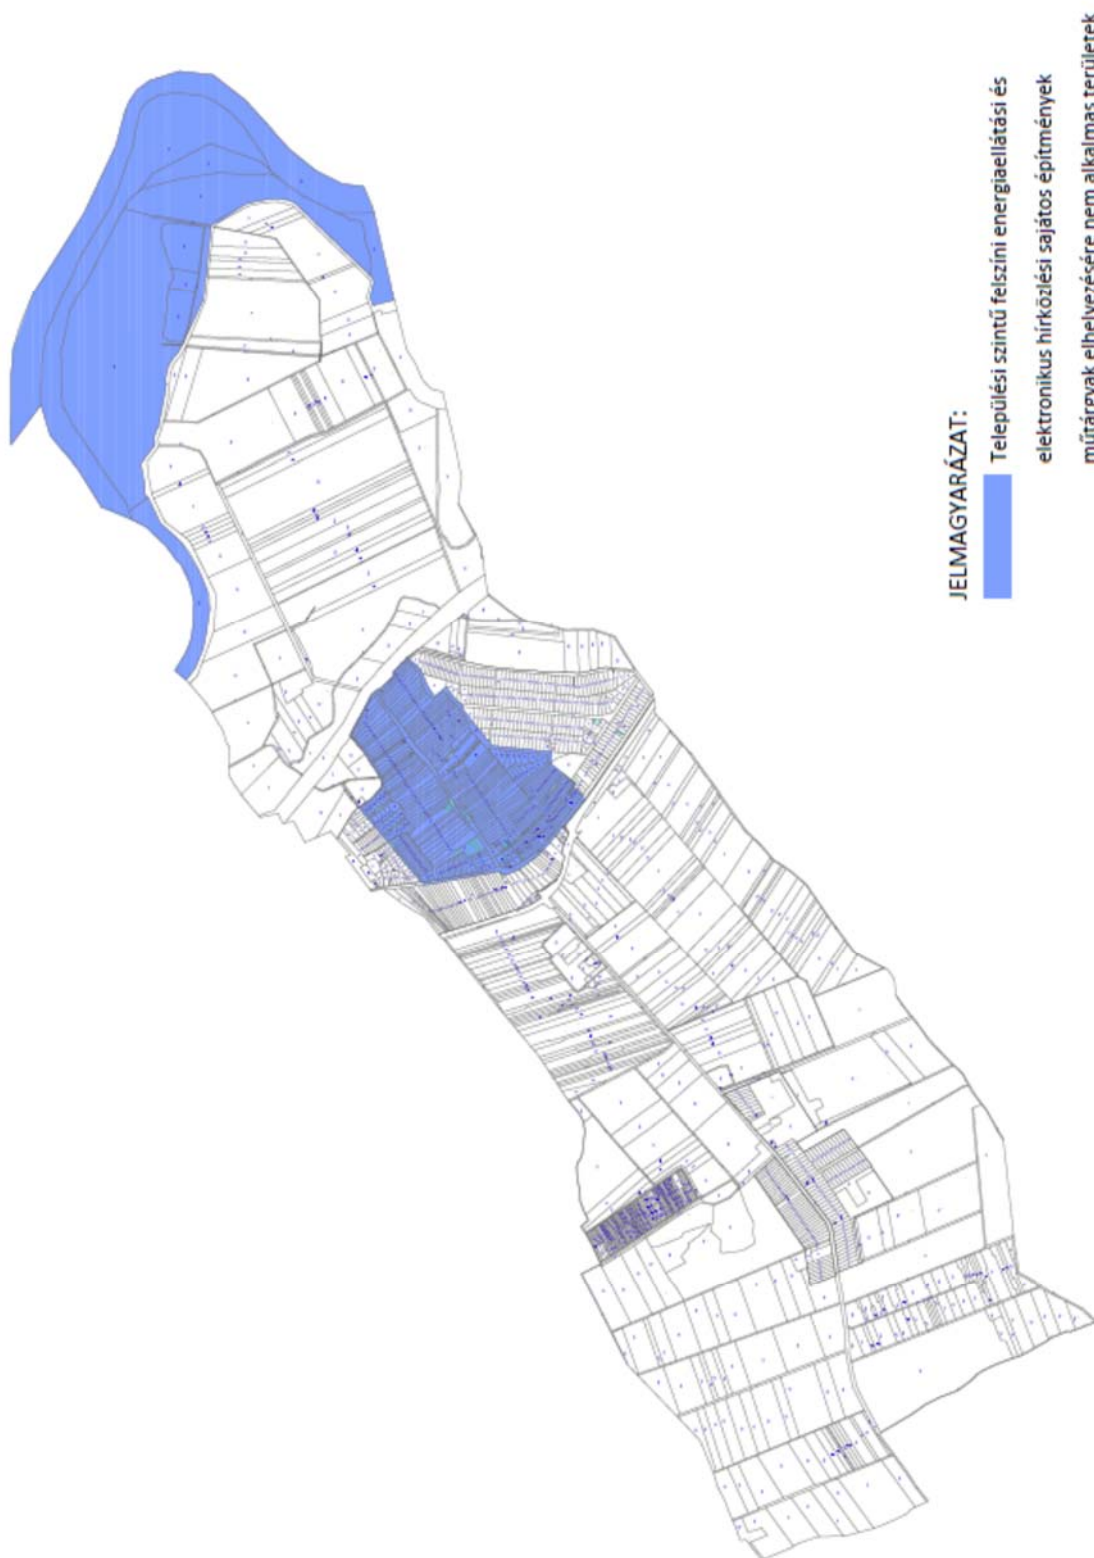 JELMAGYARÁZAT:
Települési szintű felszíni energiaellátási és
elektronikus hírközlési sajátos építmények
műtárgyak elhelyezésére nem alkalmas területek